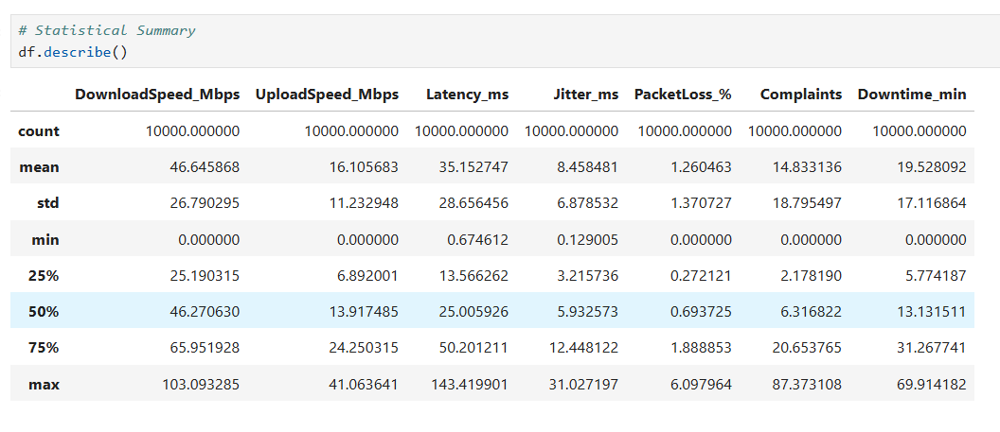 # Statistical Summary
df.describe()
DownloadSpeed_Mbps UploadSpeed_Mbps Latency_ms Jitter_ms PacketLoss_% Complaints Downtime_min
count 10000.000000 10000.000000 10000.000000 10000.000000 10000.000000 10000.000000 10000.000000
mean 46.645868 16.105683 35.152747 8.458481 1.260463 14.833136 19.528092
std 26.790295 11.232948 28.656456 6.878532 1.370727 18.795497 17.116864
min 0.000000 0.000000 0.674612 0.129005 0.000000 0.000000 0.000000
25% 25.190315 6.892001 13.566262 3.215736 0.272121 2.178190 5.774187
50% 46.270630 13.917485 25.005926 5.932573 0.693725 6.316822 13.131511
75% 65.951928 24.250315 50.201211 12.448122 1.888853 20.653765 31.267741
max 103.093285 41.063641 143.419901 31.027197 6.097964 87.373108 69.914182